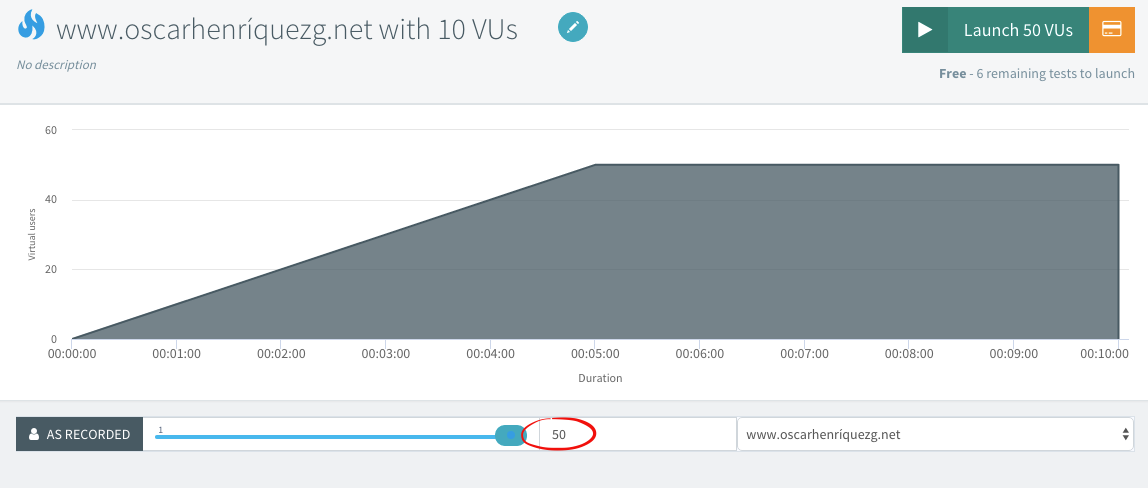 www.oscarhenríquezg.net with 10 VUs
Launch 50 VUs
No description
Free - 6 remaining tests to launch
60
40
20
0
Virtual users
00:00:00 00:01:00 00:02:00 00:03:00 00:04:00 00:05:00 00:06:00 00:07:00 00:08:00 00:09:00 00:10:00
Duration
AS RECORDED
1
50
www.oscarhenríquezg.net